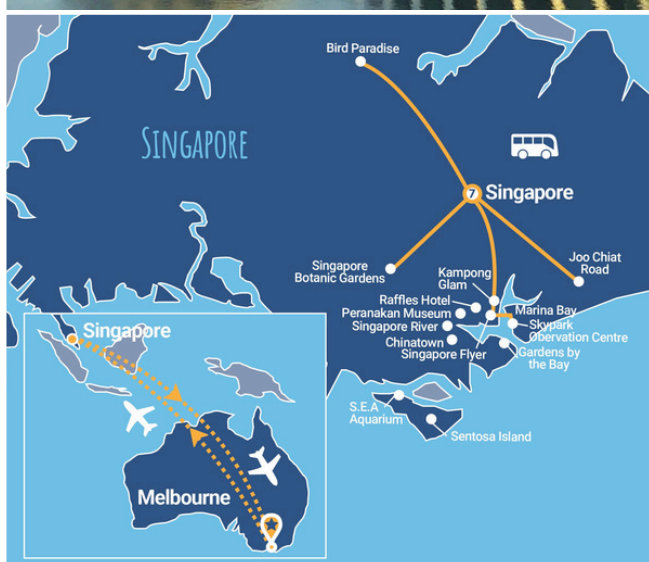 Bird Paradise
SINGAPORE
7
Singapore
Singapore
Botanic Gardens
Joo Chiat
Road
Kampong
Glam
Raffles Hotel
Peranakan Museum
Singapore River
Chinatown
Singapore Flyer
Marina Bay
Skypark
Obervation Centre
Gardens by
the Bay
S.E.A
Aquarium
Sentosa Island
Singapore
Melbourne